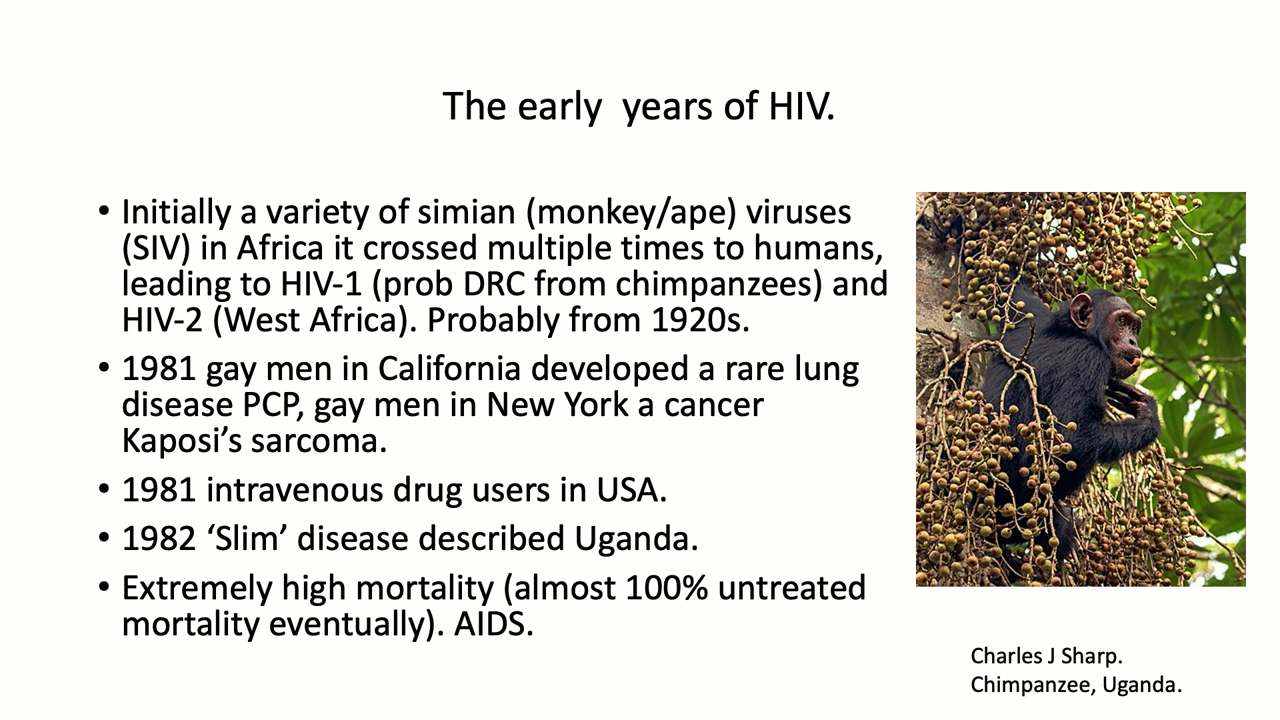 The early  years of HIV.
• Initially a variety of simian (monkey/ape) viruses
(SIV) in Africa it crossed multiple times to humans,
leading to HIV-1 (prob DRC from chimpanzees) and
HIV-2 (West Africa). Probably from 1920s.
• 1981 gay men in California developed a rare lung
disease PCP, gay men in New York a cancer
Kaposi’s sarcoma.
• 1981 intravenous drug users in USA.
• 1982 ‘Slim’ disease described Uganda.
• Extremely high mortality (almost 100% untreated
mortality eventually). AIDS.
Charles J Sharp.
Chimpanzee, Uganda.